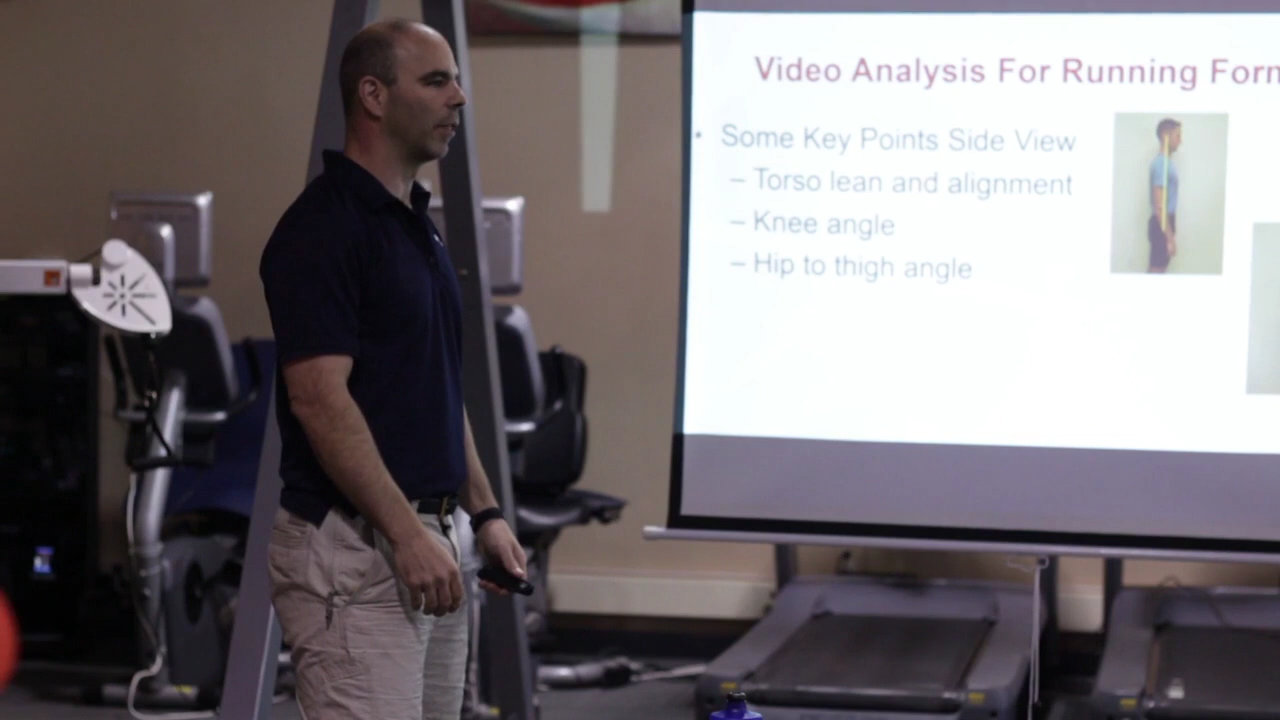 Video Analysis For Running Form
• Some Key Points Side View
– Torso lean and alignment
– Knee angle
– Hip to thigh angle